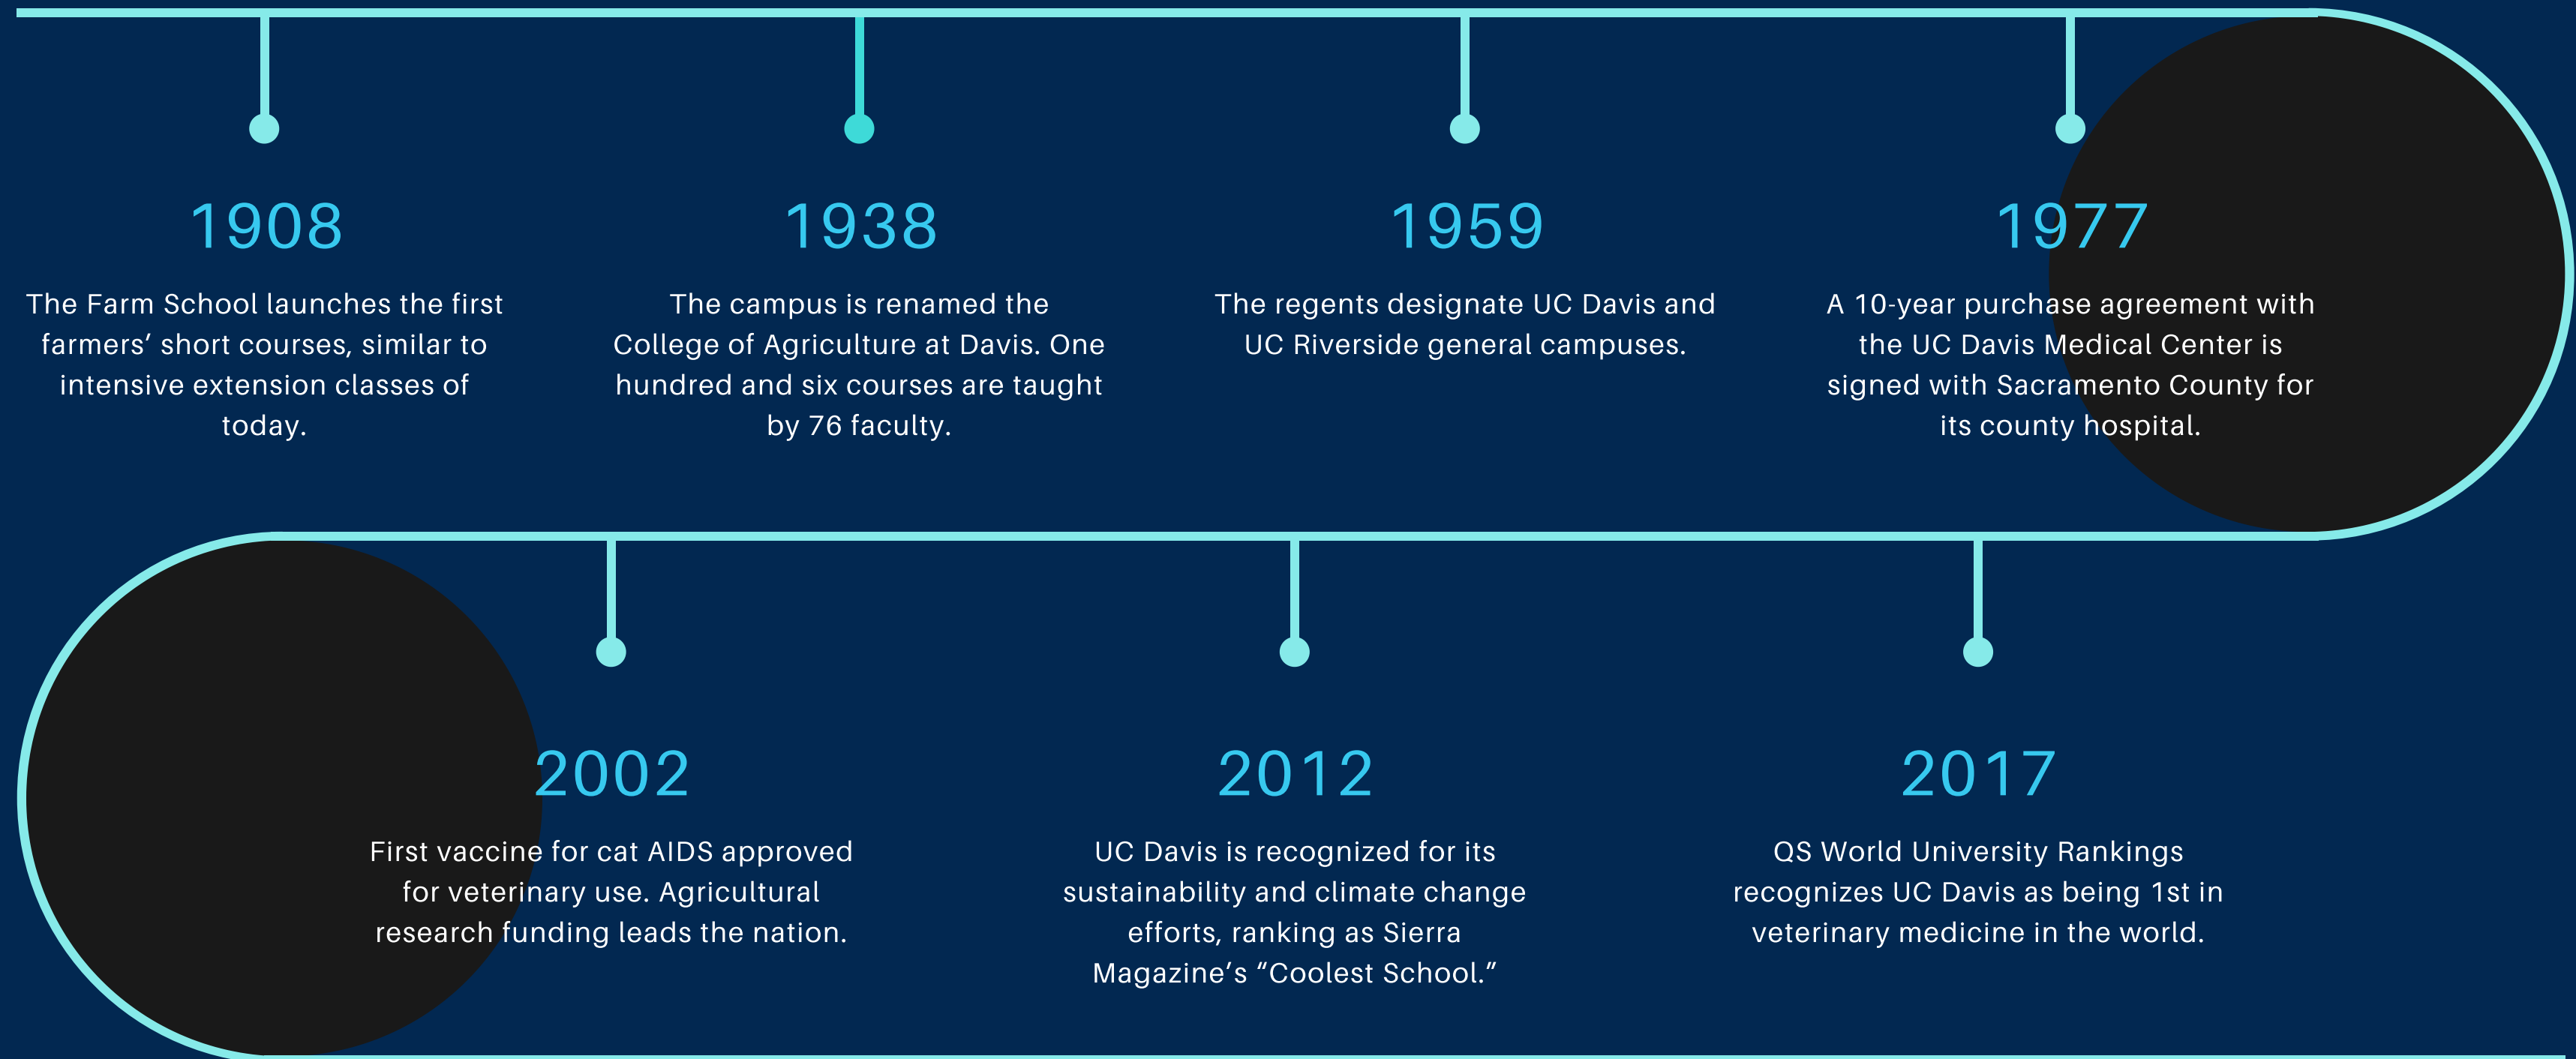 1908
The Farm School launches the first
farmers’ short courses, similar to
intensive extension classes of
today.
1938
The campus is renamed the
College of Agriculture at Davis. One
hundred and six courses are taught
by 76 faculty.
1959
The regents designate UC Davis and
UC Riverside general campuses.
1977
A 10-year purchase agreement with
the UC Davis Medical Center is
signed with Sacramento County for
its county hospital.
2002
First vaccine for cat AIDS approved
for veterinary use. Agricultural
research funding leads the nation.
2012
UC Davis is recognized for its
sustainability and climate change
efforts, ranking as Sierra
Magazine’s “Coolest School.”
2017
QS World University Rankings
recognizes UC Davis as being 1st in
veterinary medicine in the world.